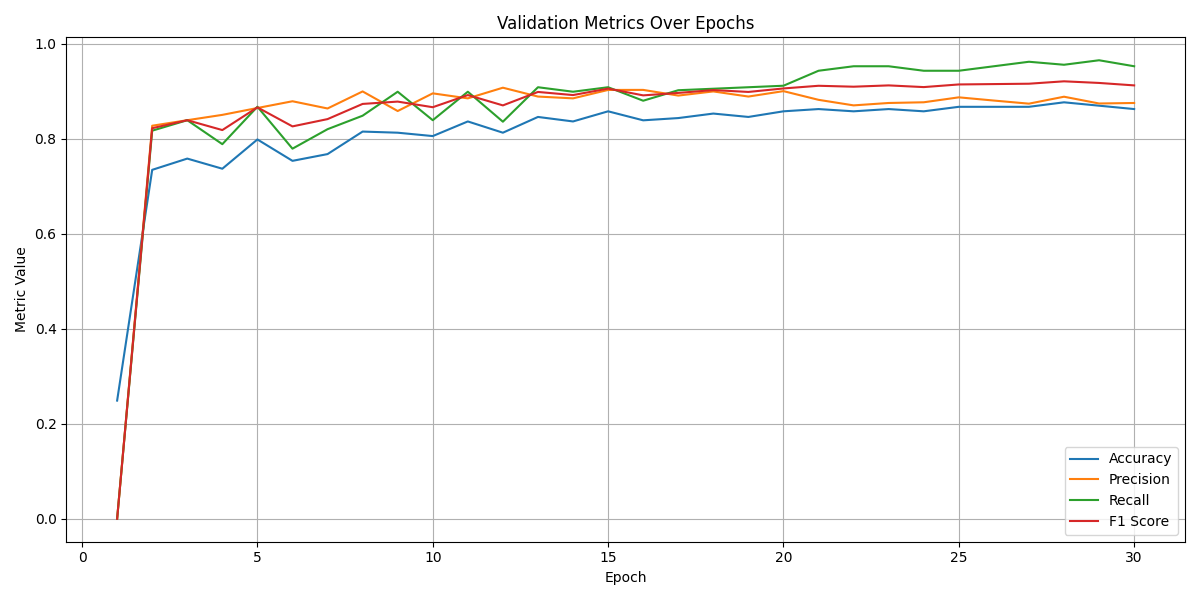 Validation Metrics Over Epochs
Metric Value
1.0
0.8
0.6
0.4
0.2
0.0
0 5 10 15 20 25 30
Epoch
Accuracy
Precision
Recall
F1 Score